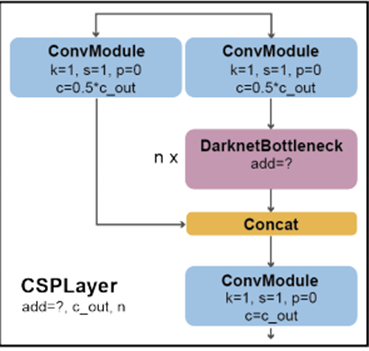 ConvModule
k=1, s=1, p=0
c=0.5*c_out
ConvModule
k=1, s=1, p=0
c=0.5*c_out
n x
DarknetBottleneck
add=?
Concat
ConvModule
k=1, s=1, p=0
c=c_out
CSPLayer
add=?, c_out, n